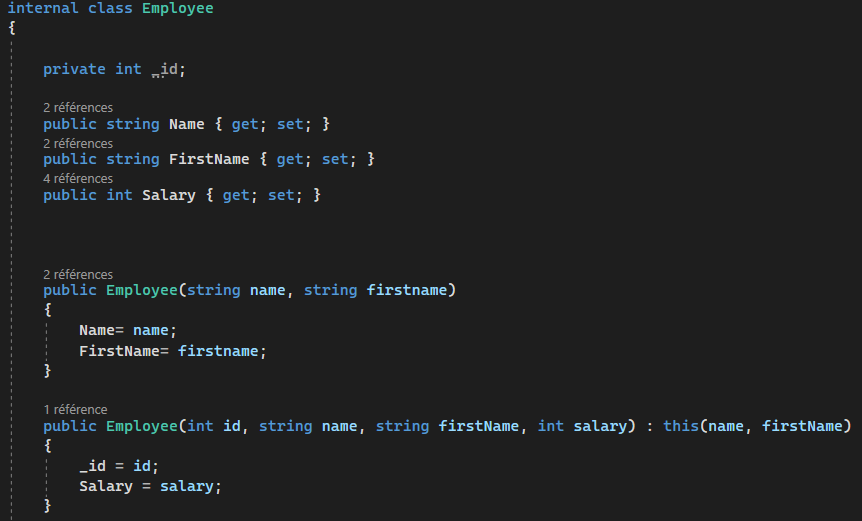 internal class Employee
{
private int _id;
2 références
public string Name { get; set; }
2 références
public string FirstName { get; set; }
4 références
public int Salary { get; set; }
2 références
public Employee(string name, string firstname)
{
Name= name;
FirstName= firstname;
}
1 référence
public Employee(int id, string name, string firstName, int salary) : this(name, firstName)
{
_id = id;
Salary = salary;
}